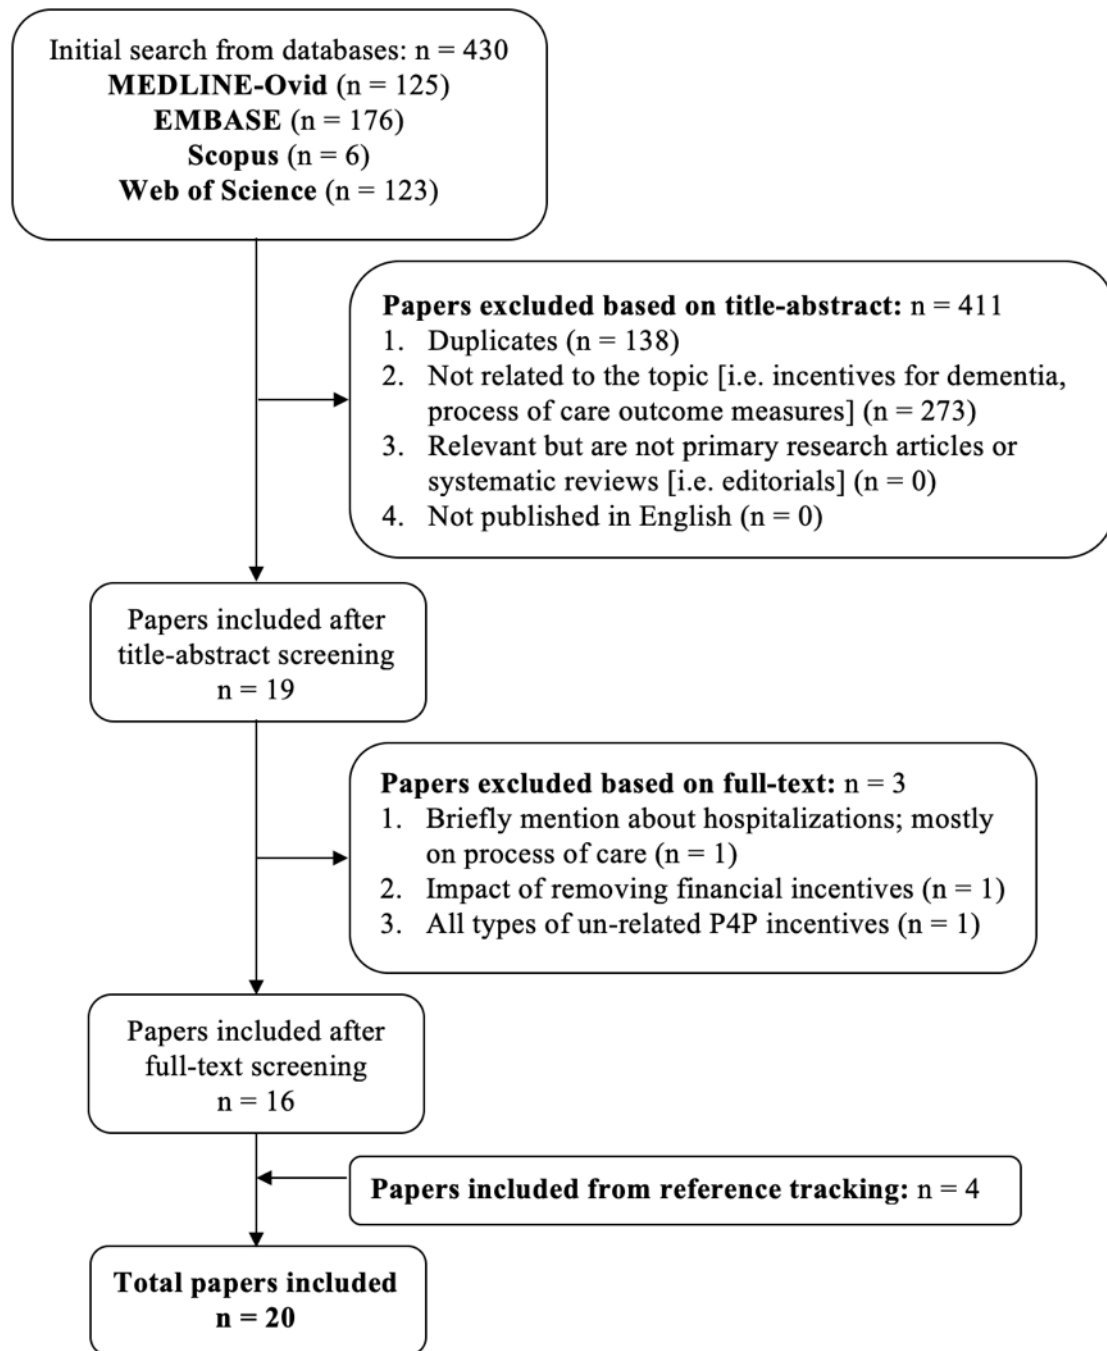 Initial search from databases: n = 430
MEDLINE-Ovid (n = 125)
EMBASE (n = 176)
Scopus (n = 6)
Web of Science (n = 123)
Papers excluded based on title-abstract: n = 411
1. Duplicates (n = 138)
2. Not related to the topic [i.e. incentives for dementia,
process of care outcome measures] (n = 273)
3. Relevant but are not primary research articles or
systematic reviews [i.e. editorials] (n = 0)
4. Not published in English (n = 0)
Papers included after
title-abstract screening
n = 19
Papers excluded based on full-text: n = 3
1. Briefly mention about hospitalizations; mostly
on process of care (n = 1)
2. Impact of removing financial incentives (n = 1)
3. All types of un-related P4P incentives (n = 1)
Papers included after
full-text screening
n = 16
Papers included from reference tracking: n = 4
Total papers included
n = 20